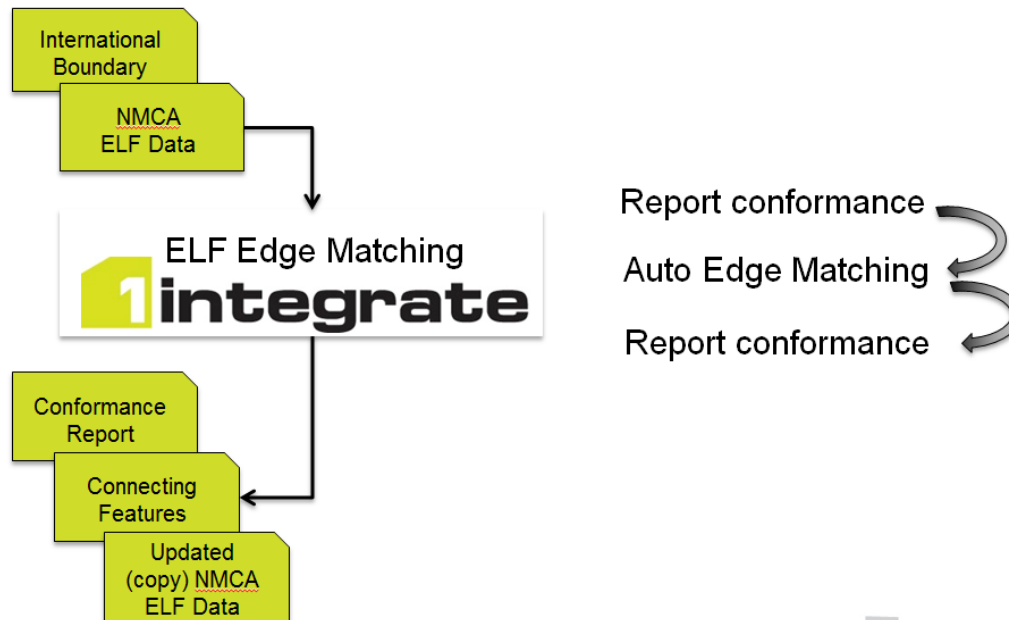 International
Boundary
NMCA
ELF Data
ELF Edge Matching
1integrate
Conformance
Report
Connecting
Features
Updated
(copy) NMCA
ELF Data
Report conformance
Auto Edge Matching
Report conformance